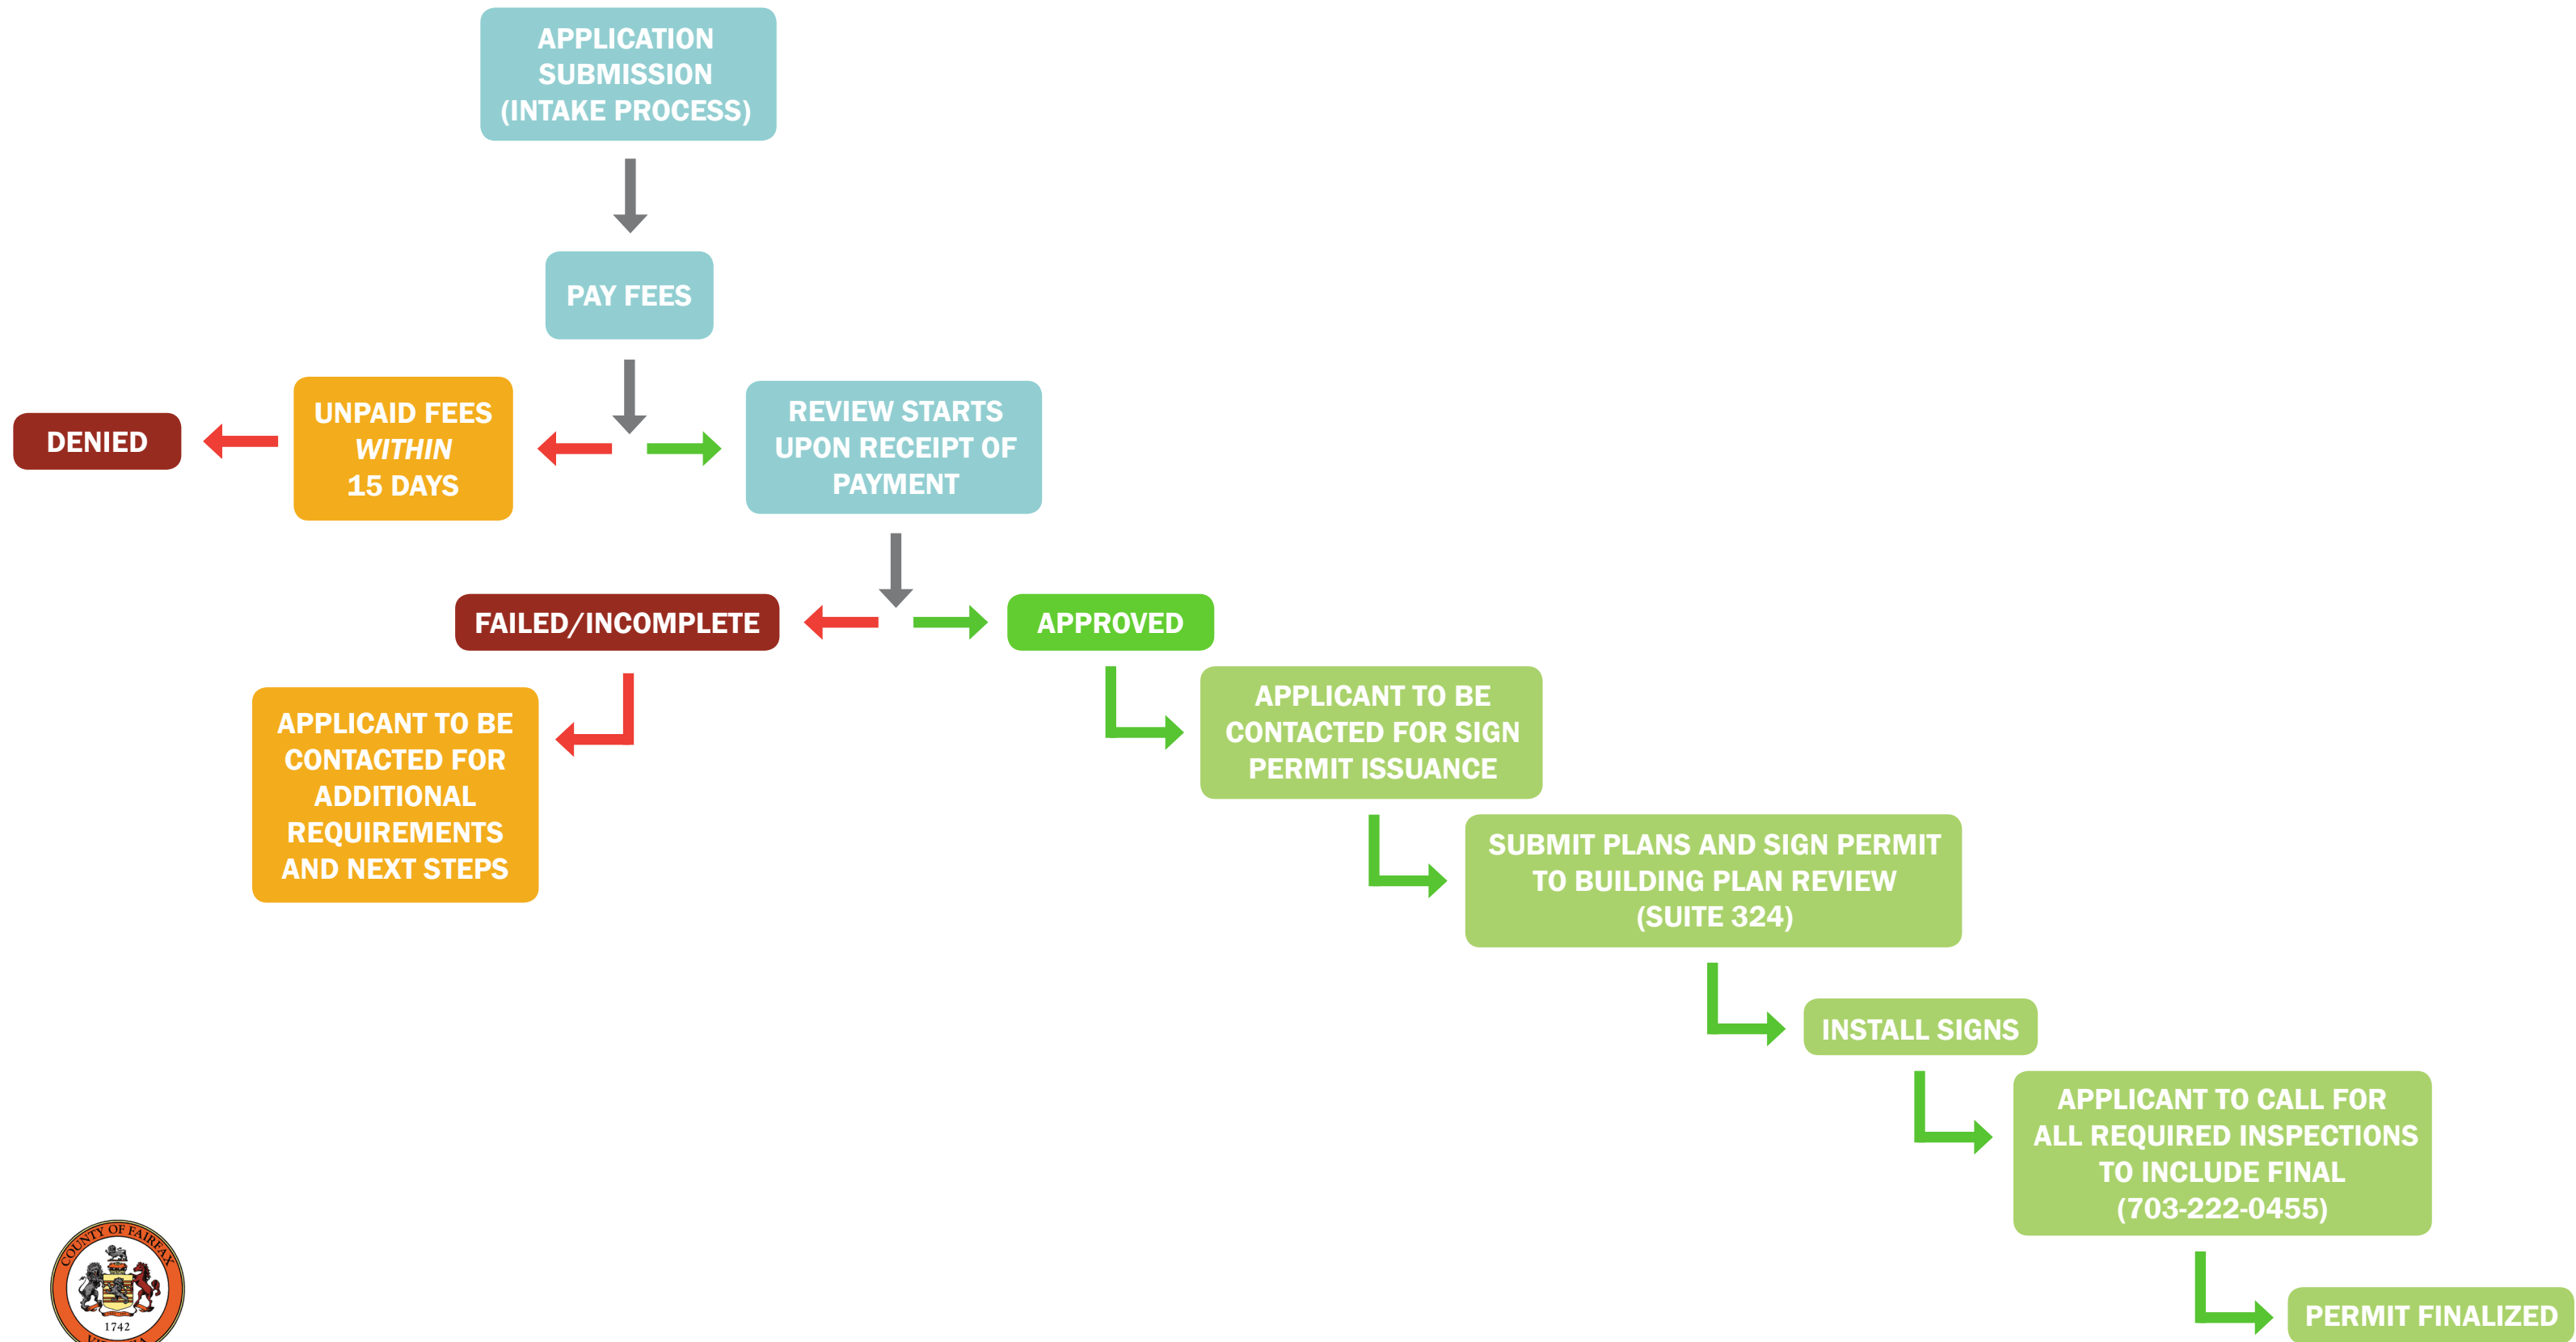 APPLICATION
SUBMISSION
(INTAKE PROCESS)
PAY FEES
DENIED
UNPAID FEES
WITHIN
15 DAYS
REVIEW STARTS
UPON RECEIPT OF
PAYMENT
FAILED/INCOMPLETE
APPROVED
APPLICANT TO BE
CONTACTED FOR
ADDITIONAL
REQUIREMENTS
AND NEXT STEPS
APPLICANT TO BE
CONTACTED FOR SIGN
PERMIT ISSUANCE
SUBMIT PLANS AND SIGN PERMIT
TO BUILDING PLAN REVIEW
(SUITE 324)
INSTALL SIGNS
APPLICANT TO CALL FOR
ALL REQUIRED INSPECTIONS
TO INCLUDE FINAL
(703-222-0455)
PERMIT FINALIZED
COUNTY OF FAIRFAX
1742
VIRGINIA